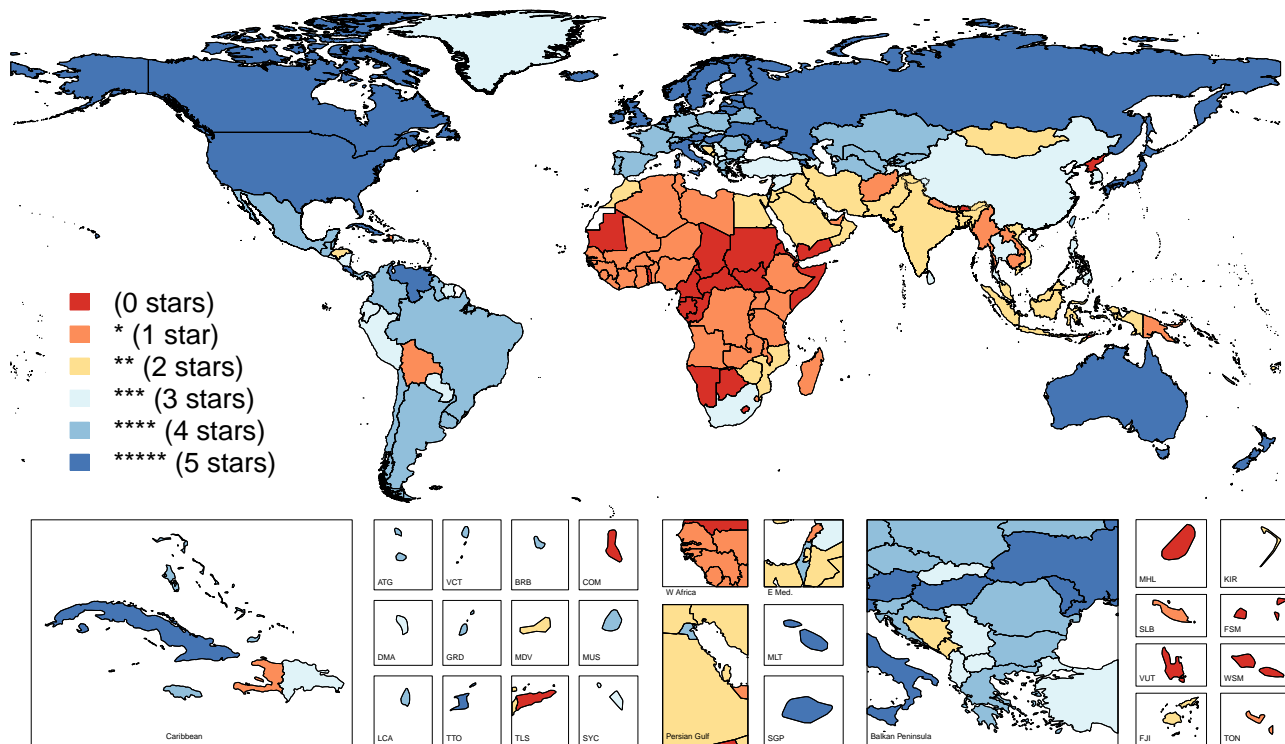 (0 stars)
* (1 star)
** (2 stars)
*** (3 stars)
**** (4 stars)
***** (5 stars)
ATG
VCT
BRB
COM
W Africa
E Med.
MHL
KIR
DMA
GRD
MDV
MUS
MLT
SLB
FSM
VUT
WSM
Caribbean
LCA
TTO
TLS
SYC
Persian Gulf
SGP
Balkan Peninsula
FJI
TON